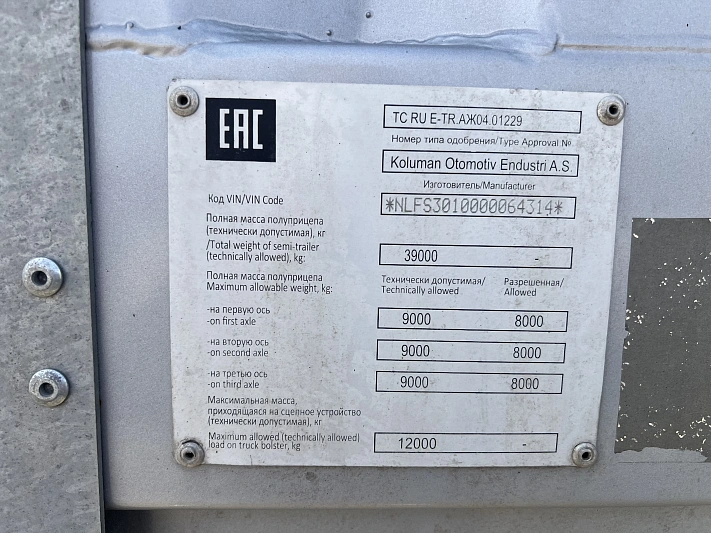 EAC
TC RU E-TR.АЖ04.01229
Номер типа одобрения/Type Approval №
Koluman Otomotiv Endustri A.S.
Изготовитель/Manufacturer
Код VIN/VIN Code
*NLFS3010000064314*
Полная масса полуприцепа
(технически допустимая), кг
/Total weight of semi-trailer
(technically allowed), kg:
39000 -
Полная масса полуприцепа
Maximum allowable weight, kg:
Технически допустимая/ Разрешенная/
Technically allowed Allowed
-на первую ось
-on first axle
9000 8000
-на вторую ось
-on second axle
9000 8000
-на третью ось
-on third axle
9000 8000
Максимальная масса,
приходящаяся на сцепное устройство
(технически допустимая), кг
Maximum allowed (technically allowed)
load on truck bolster, кg
12000 -